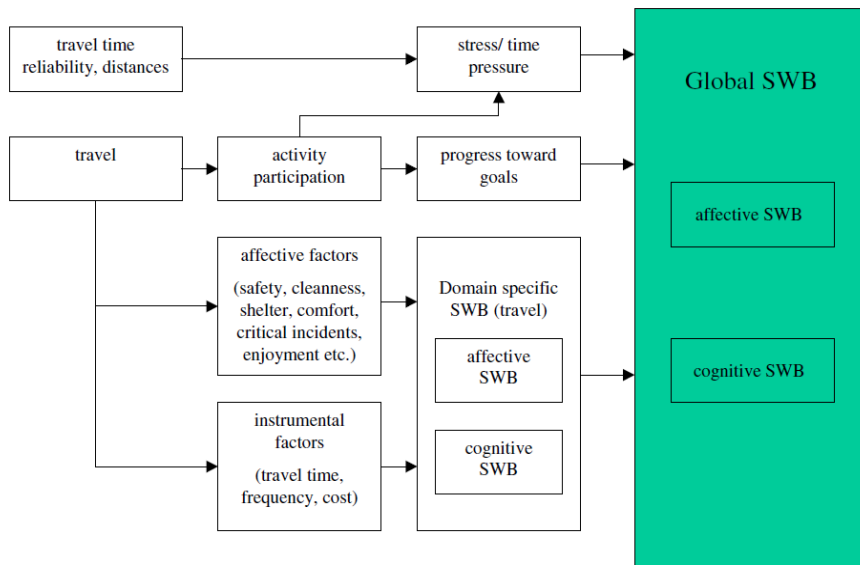 travel time
reliability, distances
stress/ time
pressure
Global SWB
travel
activity
participation
progress toward
goals
affective SWB
affective factors
(safety, cleanness,
shelter, comfort,
critical incidents,
enjoyment etc.)
Domain specific
SWB (travel)
affective
SWB
cognitive SWB
instrumental
factors
(travel time,
frequency, cost)
cognitive
SWB